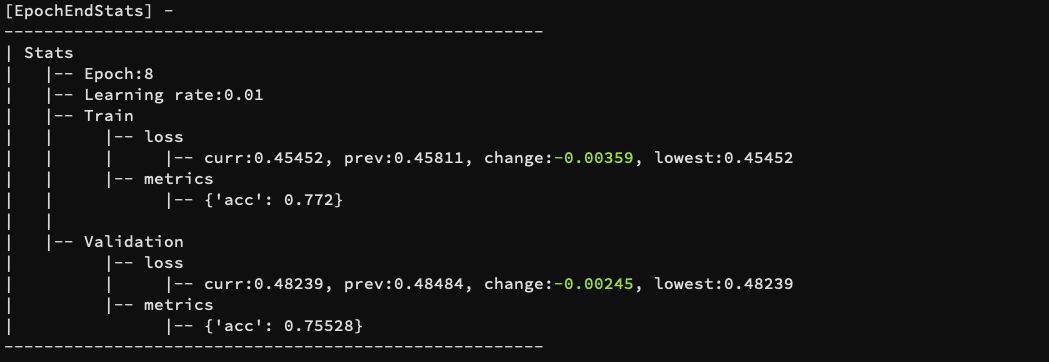 [EpochEndStats] -
------------------------------------------------------
| Stats
|   |-- Epoch:8
|   |-- Learning rate:0.01
|   |-- Train
|   |     |-- loss
|   |     |     |-- curr:0.45452, prev:0.45811, change:-0.00359, lowest:0.45452
|   |     |-- metrics
|   |           |-- {'acc': 0.772}
|   |
|   |-- Validation
|         |-- loss
|         |     |-- curr:0.48239, prev:0.48484, change:-0.00245, lowest:0.48239
|         |-- metrics
|               |-- {'acc': 0.75528}
------------------------------------------------------